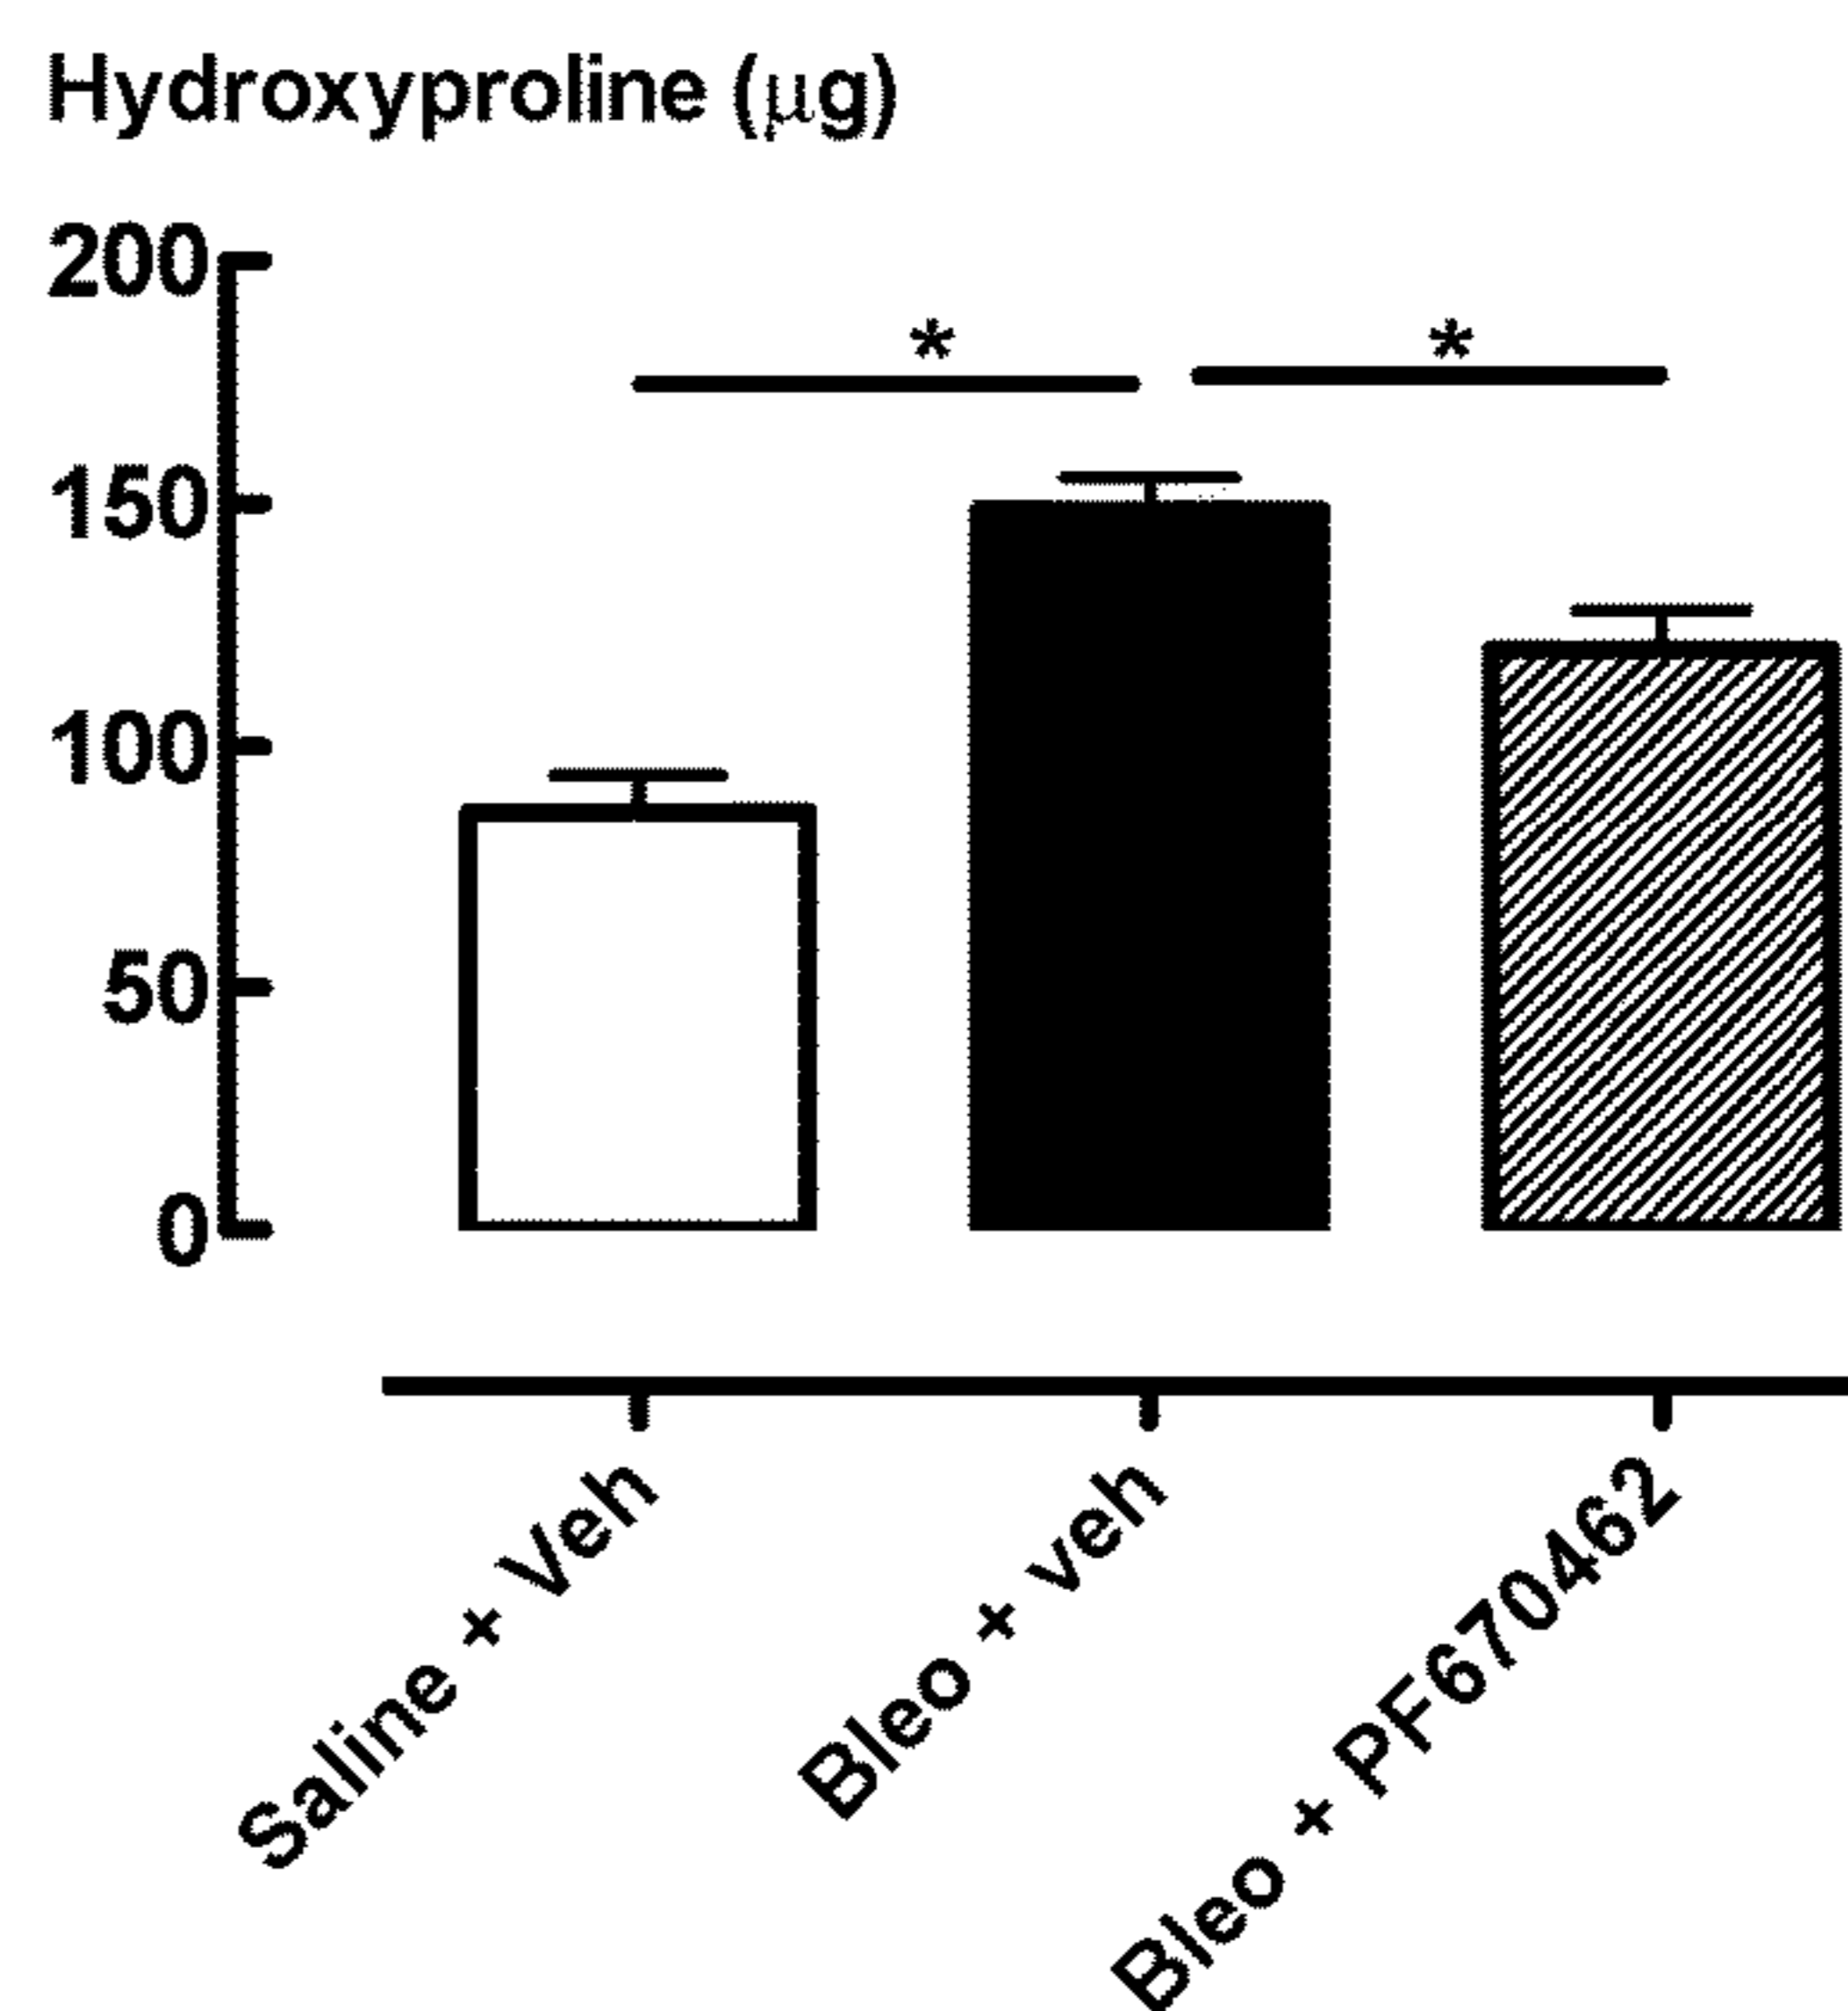 Hydroxyproline (μg)
200
*
*
150
100
50
0
Saline + Veh
Bleo + veh
Bleo + PF670462